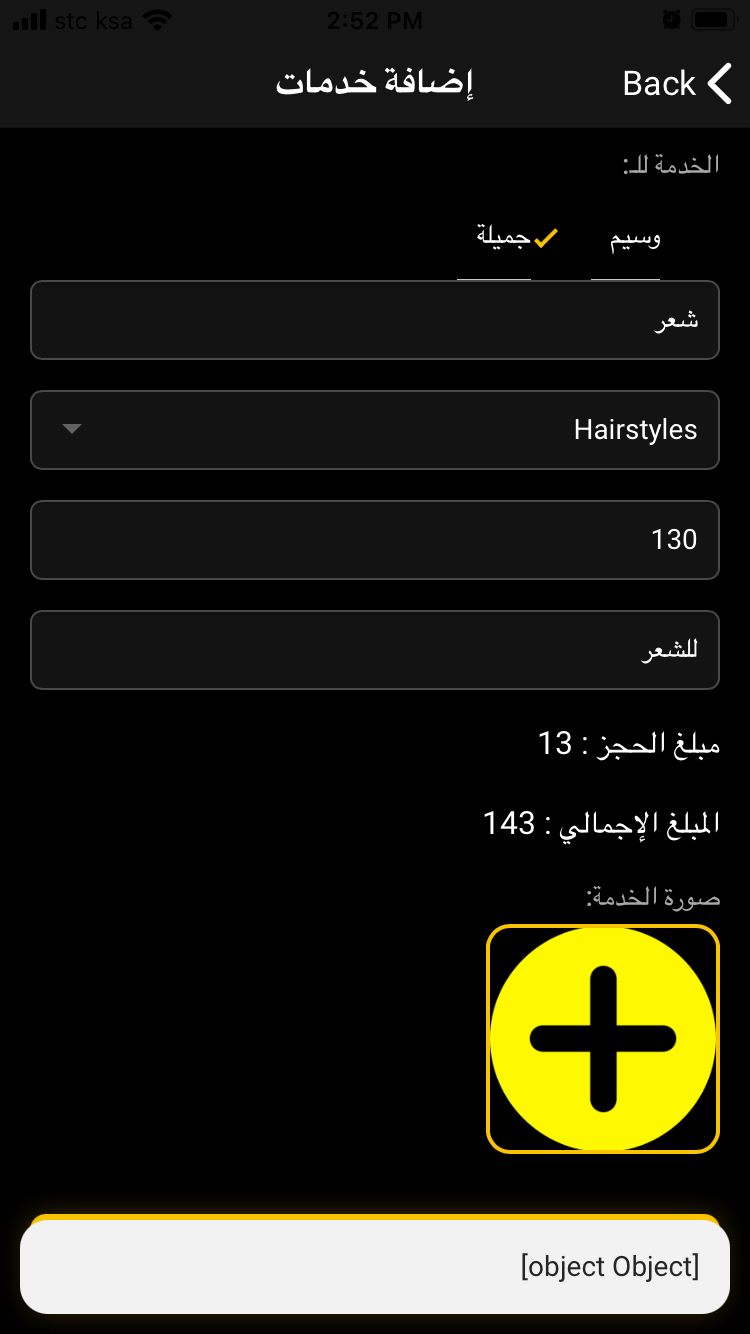 stc ksa 2:52 PM
إضافة خدمات Back
الخدمة للـ:
وسيم جميلة
شعر
Hairstyles
130
للشعر
مبلغ الحجز : 13
المبلغ الإجمالي : 143
صورة الخدمة:
[object Object]